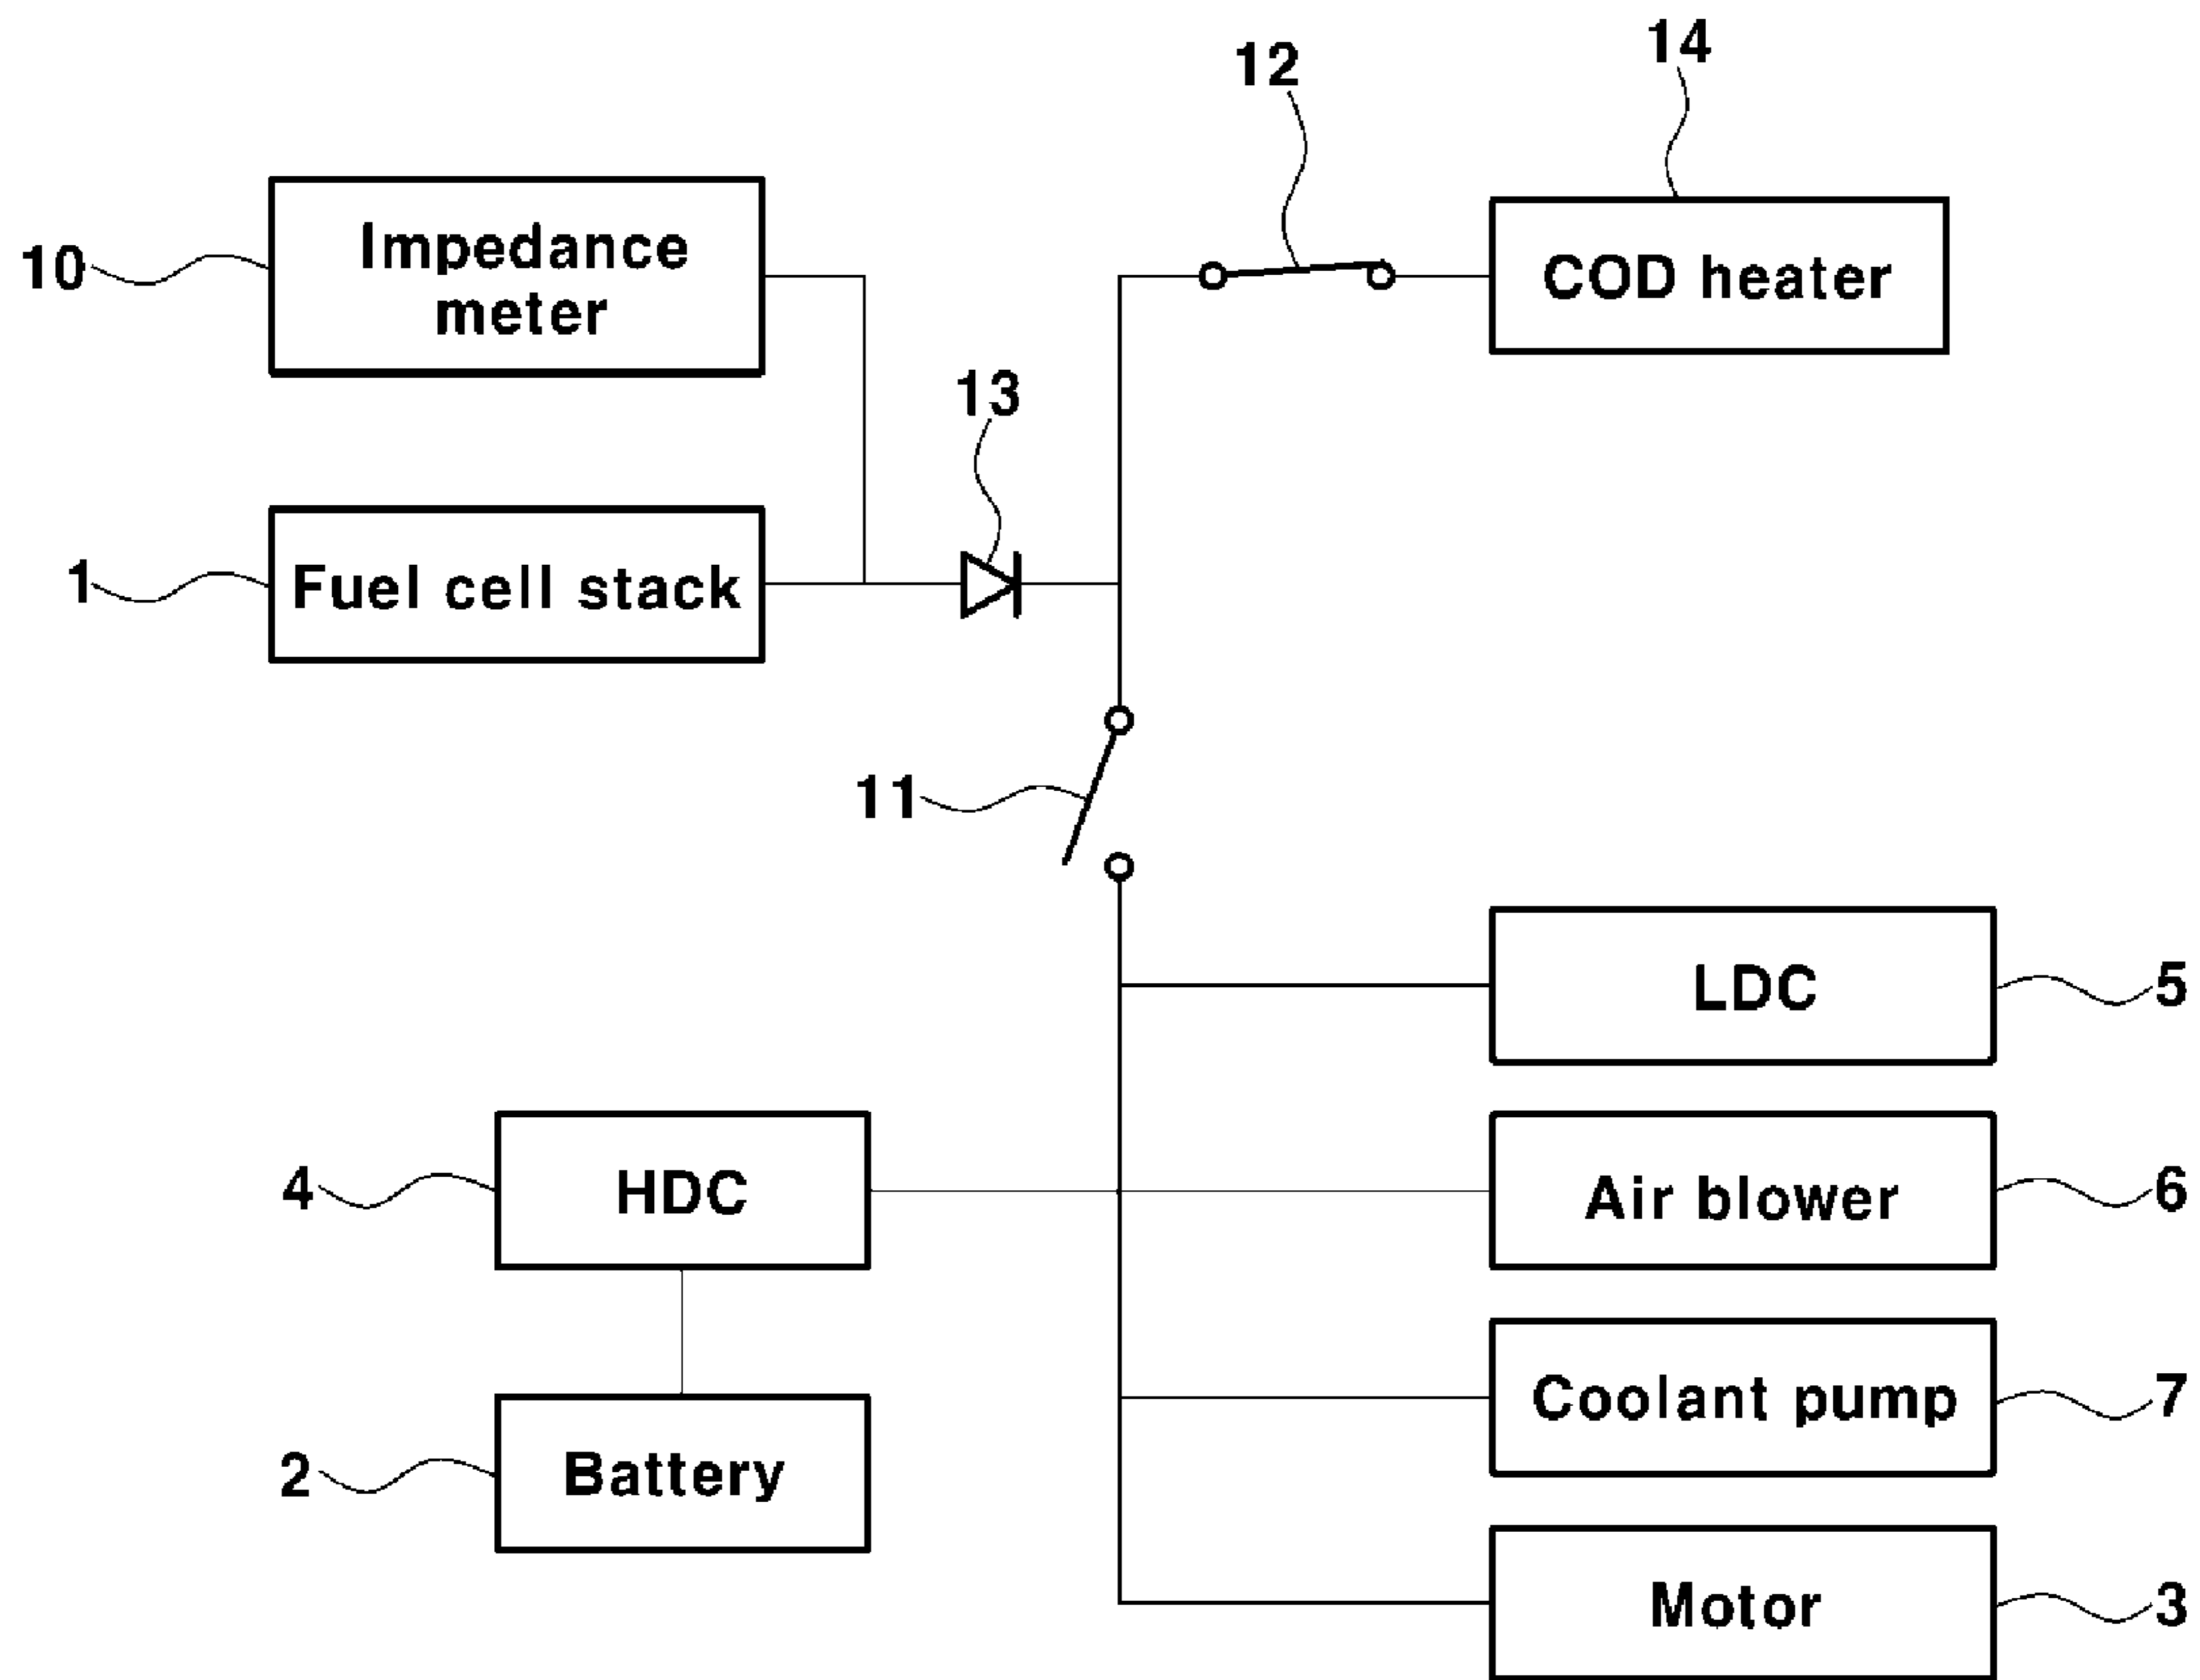 14
12
Impedance
meter
10
COD heater
13
1
Fuel cell stack
11
LDC
5
4
HDC
Air blower
6
Coolant pump
7
2
Battery
Motor
3